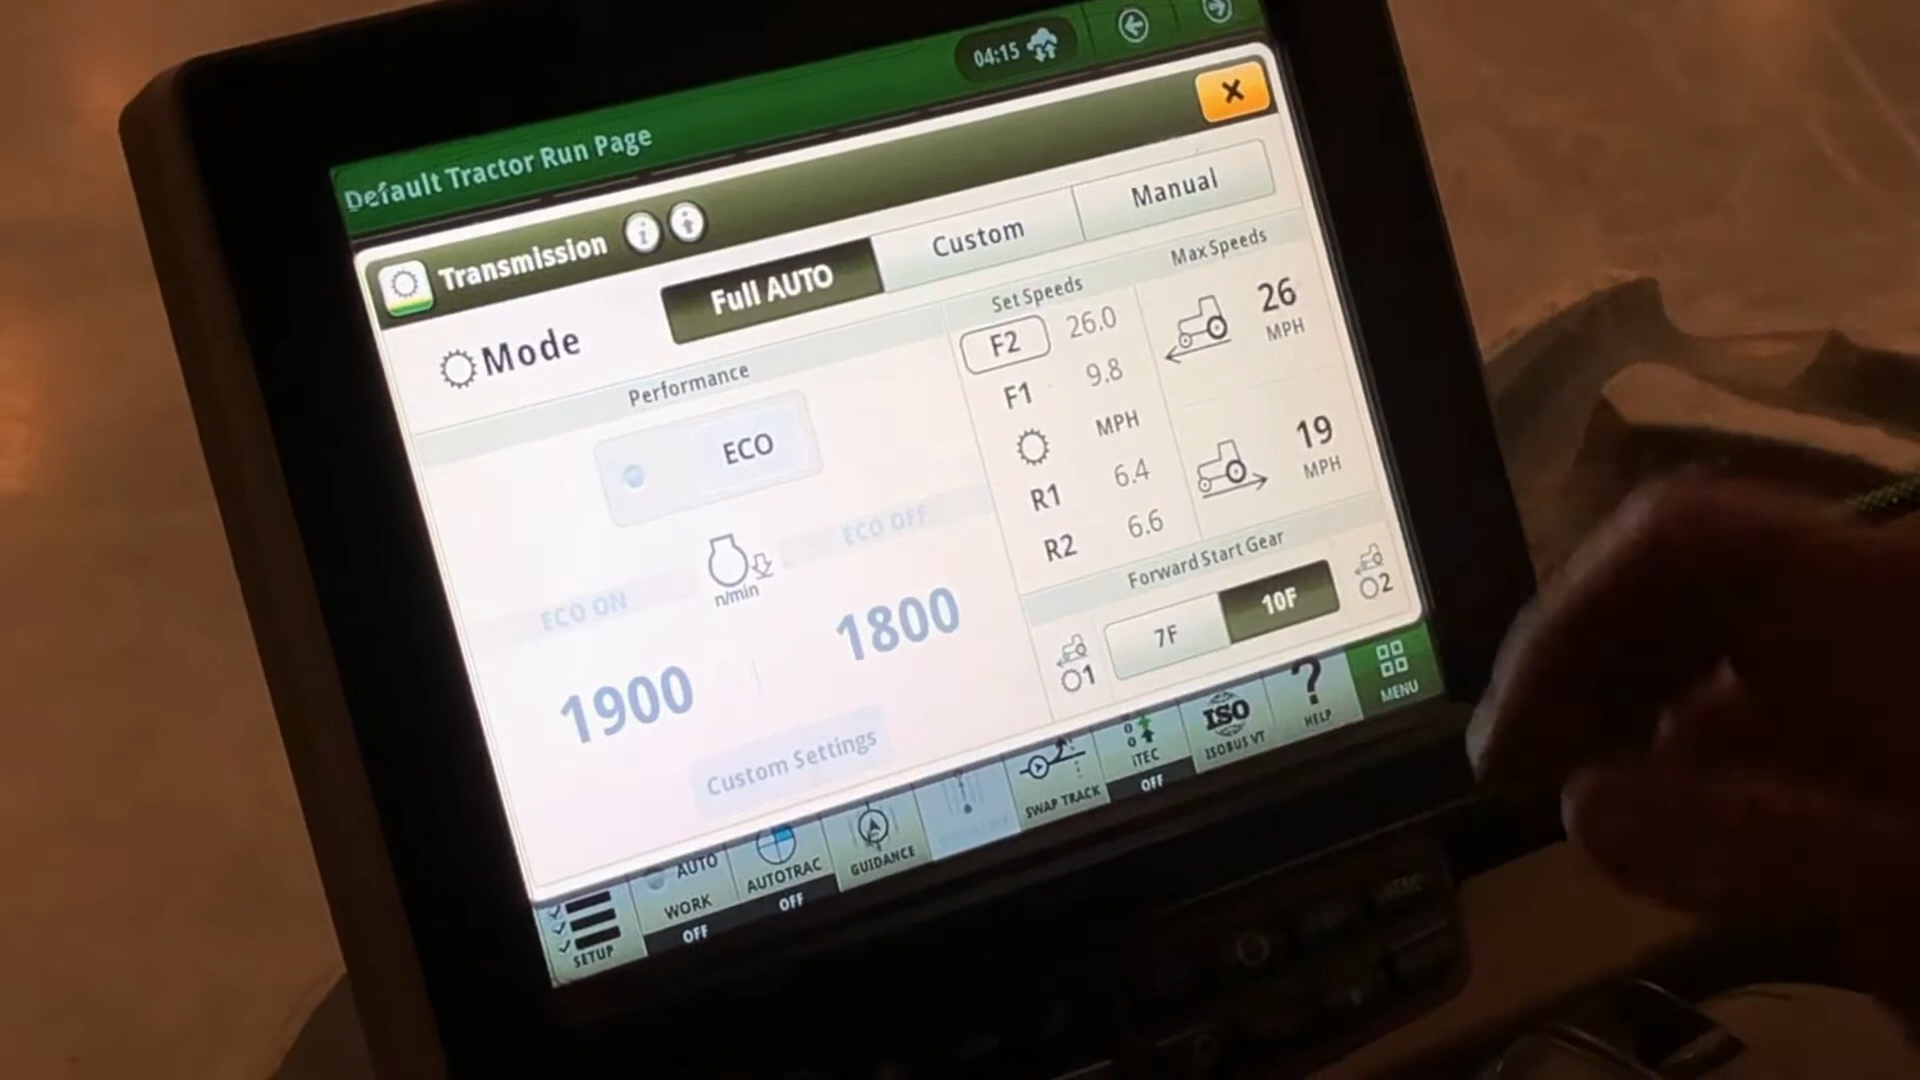 04:15
Default Tractor Run Page
Transmission
Mode
Full AUTO
Custom
Manual
Performance
ECO
ECO ON
n/min
ECO OFF
1900
1800
Custom Settings
Set Speeds
F2 26.0
F1 9.8
MPH
R1 6.4
R2 6.6
Max Speeds
26
MPH
19
MPH
Forward Start Gear
1
7F
10F
2
SETUP
AUTO
WORK
OFF
AUTOTRAC
OFF
GUIDANCE
SWAP TRACK
iTEC
OFF
ISO
ISOBUS VT
?
HELP
MENU